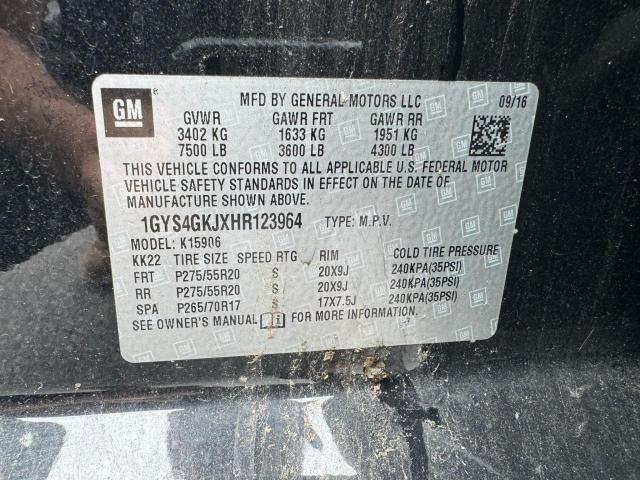 GM
MFD BY GENERAL MOTORS LLC 09/16
GVWR GAWR FRT GAWR RR
3402 KG 1633 KG 1951 KG
7500 LB 3600 LB 4300 LB
THIS VEHICLE CONFORMS TO ALL APPLICABLE U.S. FEDERAL MOTOR
VEHICLE SAFETY STANDARDS IN EFFECT ON THE DATE OF
MANUFACTURE SHOWN ABOVE.
1GYS4GKJXHR123964 TYPE: M.P.V.
MODEL: K15906
KK22 TIRE SIZE SPEED RTG RIM COLD TIRE PRESSURE
FRT P275/55R20 S 20X9J 240KPA(35PSI)
RR P275/55R20 S 20X9J 240KPA(35PSI)
SPA P265/70R17 S 17X7.5J 240KPA(35PSI)
SEE OWNER'S MANUAL i FOR MORE INFORMATION.